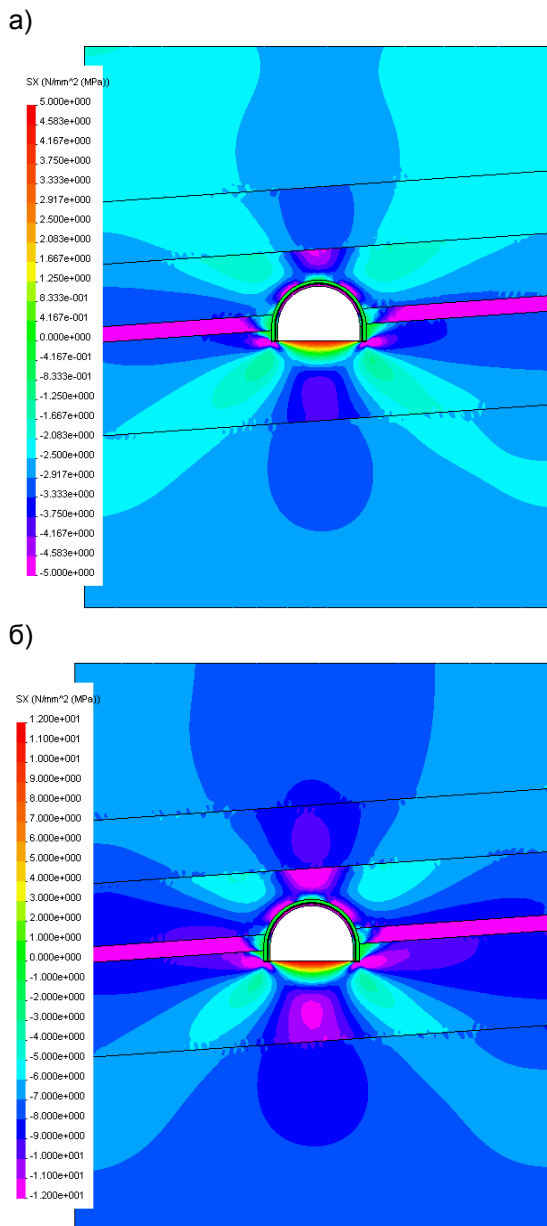 а)
SX (N/mm^2 (MPa))
5.000e+000
4.583e+000
4.167e+000
3.750e+000
3.333e+000
2.917e+000
2.500e+000
2.083e+000
1.667e+000
1.250e+000
8.333e-001
4.167e-001
0.000e+000
-4.167e-001
-8.333e-001
-1.250e+000
-1.667e+000
-2.083e+000
-2.500e+000
-2.917e+000
-3.333e+000
-3.750e+000
-4.167e+000
-4.583e+000
-5.000e+000
б)
SX (N/mm^2 (MPa))
1.200e+001
1.100e+001
1.000e+001
9.000e+000
8.000e+000
7.000e+000
6.000e+000
5.000e+000
4.000e+000
3.000e+000
2.000e+000
1.000e+000
0.000e+000
-1.000e+000
-2.000e+000
-3.000e+000
-4.000e+000
-5.000e+000
-6.000e+000
-7.000e+000
-8.000e+000
-9.000e+000
-1.000e+001
-1.100e+001
-1.200e+001